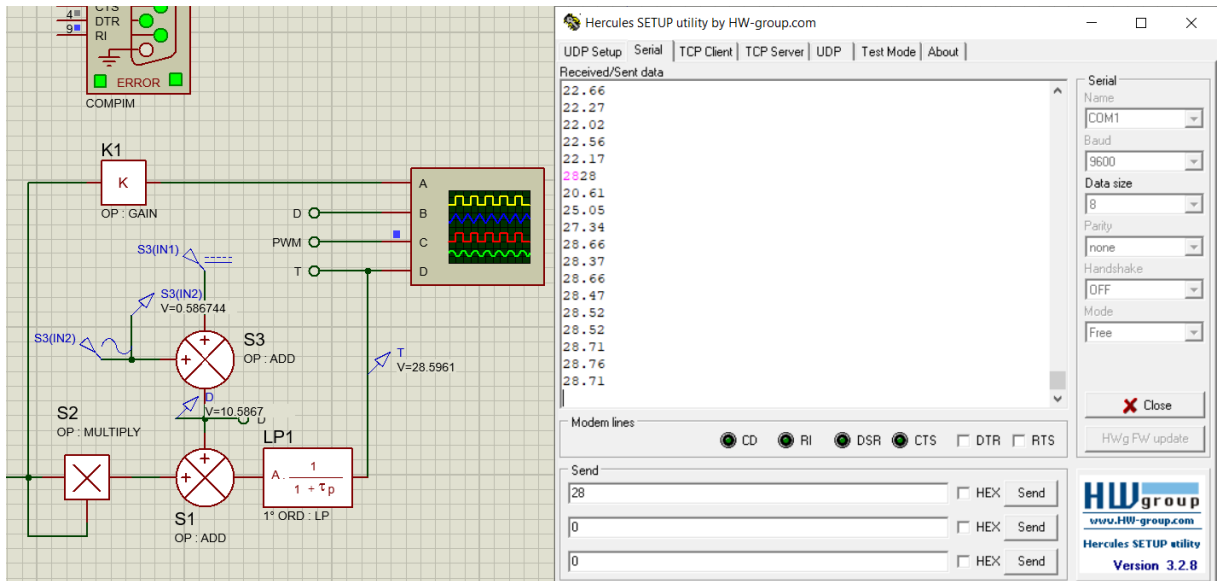 CTS
4
DTR
9
RI
ERROR
COMPIM
K1
K
OP : GAIN
A
D
B
PWM
C
T
D
S3(IN1)
S3(IN2)
V=0.586744
S3(IN2)
S3
OP : ADD
T
V=28.5961
D
V=10.5867
D
S2
OP : MULTIPLY
LP1
A.
1
1 + τp
1° ORD : LP
S1
OP : ADD
Hercules SETUP utility by HW-group.com
UDP Setup Serial TCP Client TCP Server UDP Test Mode About
Received/Sent data
22.66
22.27
22.02
22.56
22.17
2828
20.61
25.05
27.34
28.66
28.37
28.66
28.47
28.52
28.52
28.71
28.76
28.71
Serial
Name
COM1
Baud
9600
Data size
8
Parity
none
Handshake
OFF
Mode
Free
Close
HWg FW update
Modem lines
CD RI DSR CTS DTR RTS
Send
28 HEX Send
0 HEX Send
0 HEX Send
HWgroup
www.HW-group.com
Hercules SETUP utility
Version 3.2.8